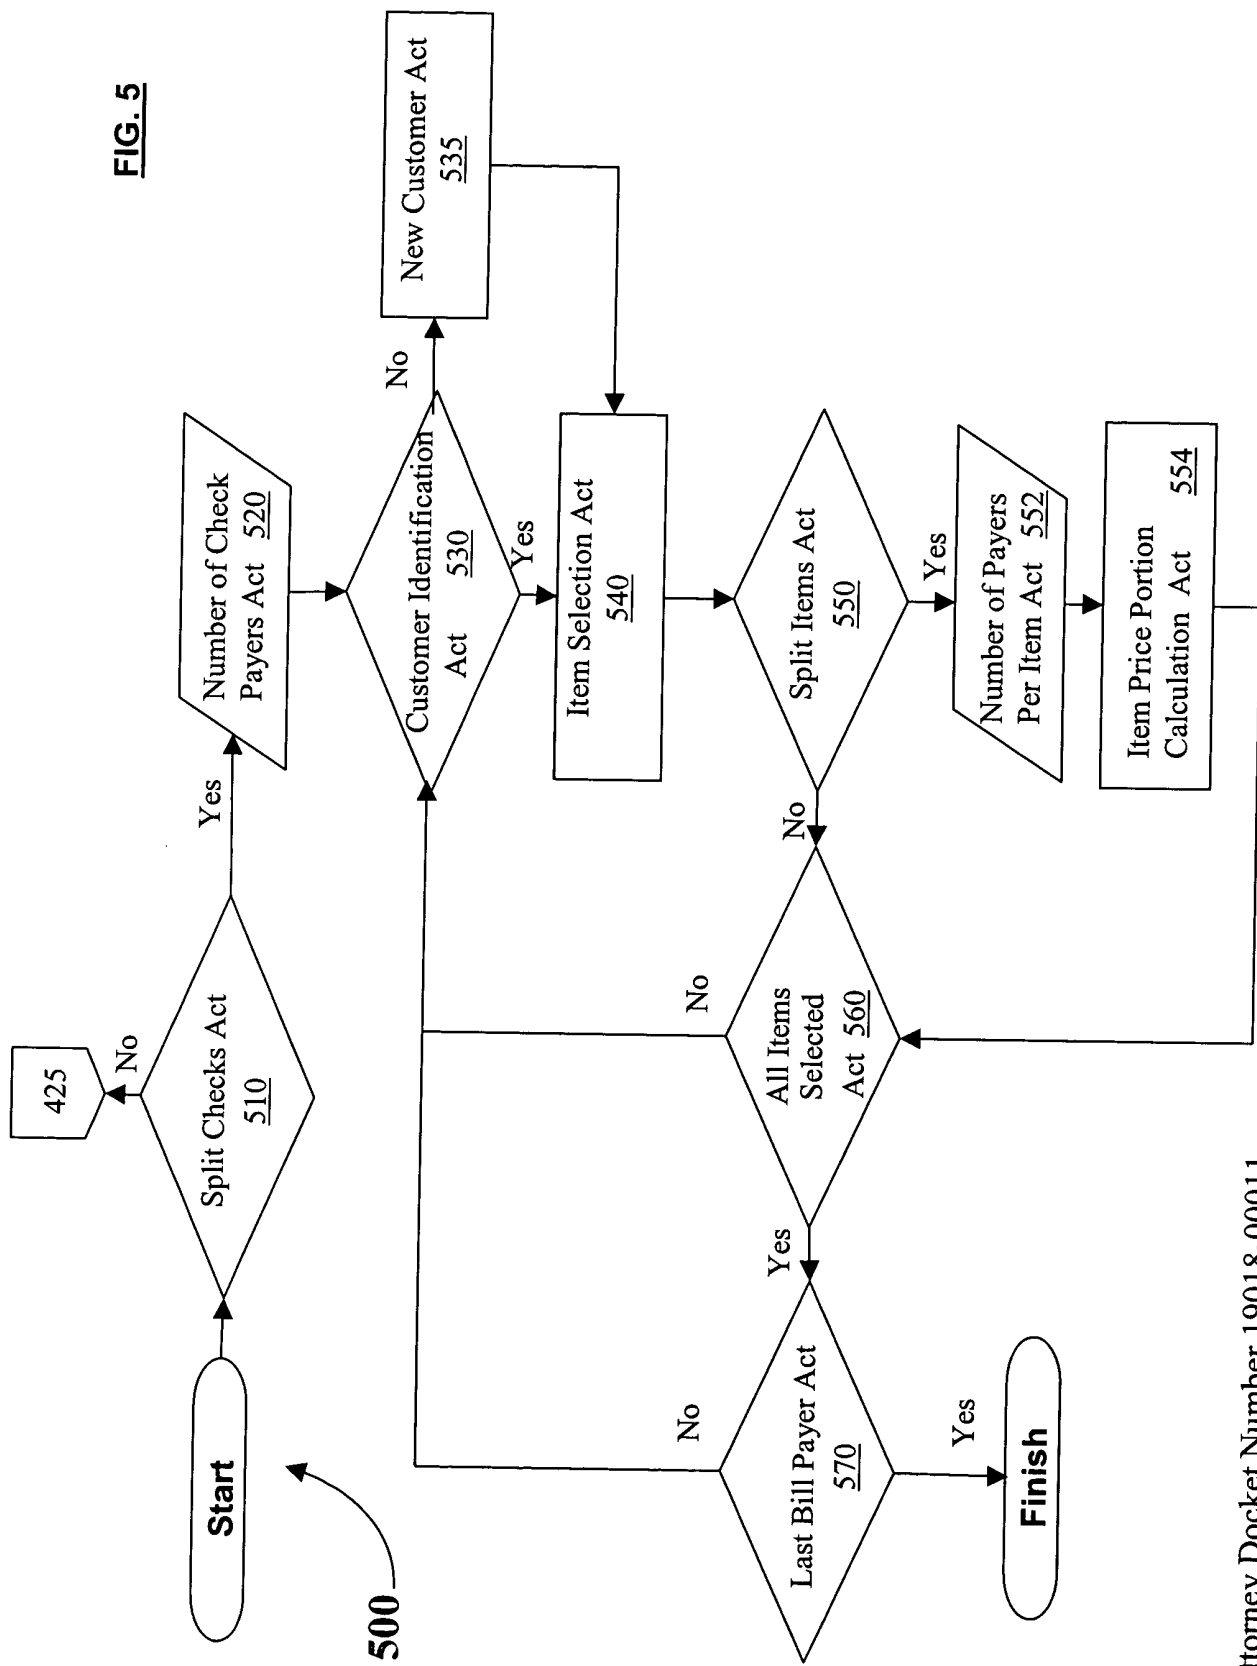 FIG. 5
Start
500
Split Checks Act
510
No
425
Yes
Number of Check
Payers Act 520
Customer Identification
Act 530
No
New Customer Act
535
Yes
Item Selection Act
540
Split Items Act
550
No
Yes
Number of Payers
Per Item Act 552
Item Price Portion
Calculation Act 554
All Items
Selected
Act 560
No
Yes
Last Bill Payer Act
570
No
Yes
Finish
ttorney Docket Number 19018.00011